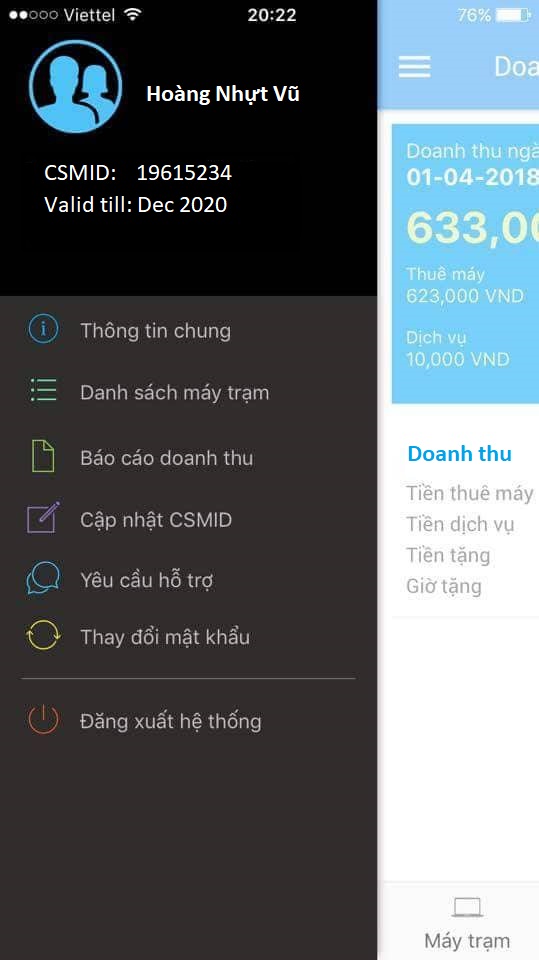 Viettel 20:22 76%
Hoàng Nhựt Vũ
CSMID: 19615234
Valid till: Dec 2020
Thông tin chung
Danh sách máy trạm
Báo cáo doanh thu
Cập nhật CSMID
Yêu cầu hỗ trợ
Thay đổi mật khẩu
Đăng xuất hệ thống
Doa
Doanh thu ngà
01-04-2018
633,00
Thuê máy
623,000 VND
Dịch vụ
10,000 VND
Doanh thu
Tiền thuê máy
Tiền dịch vụ
Tiền tặng
Giờ tặng
Máy trạm